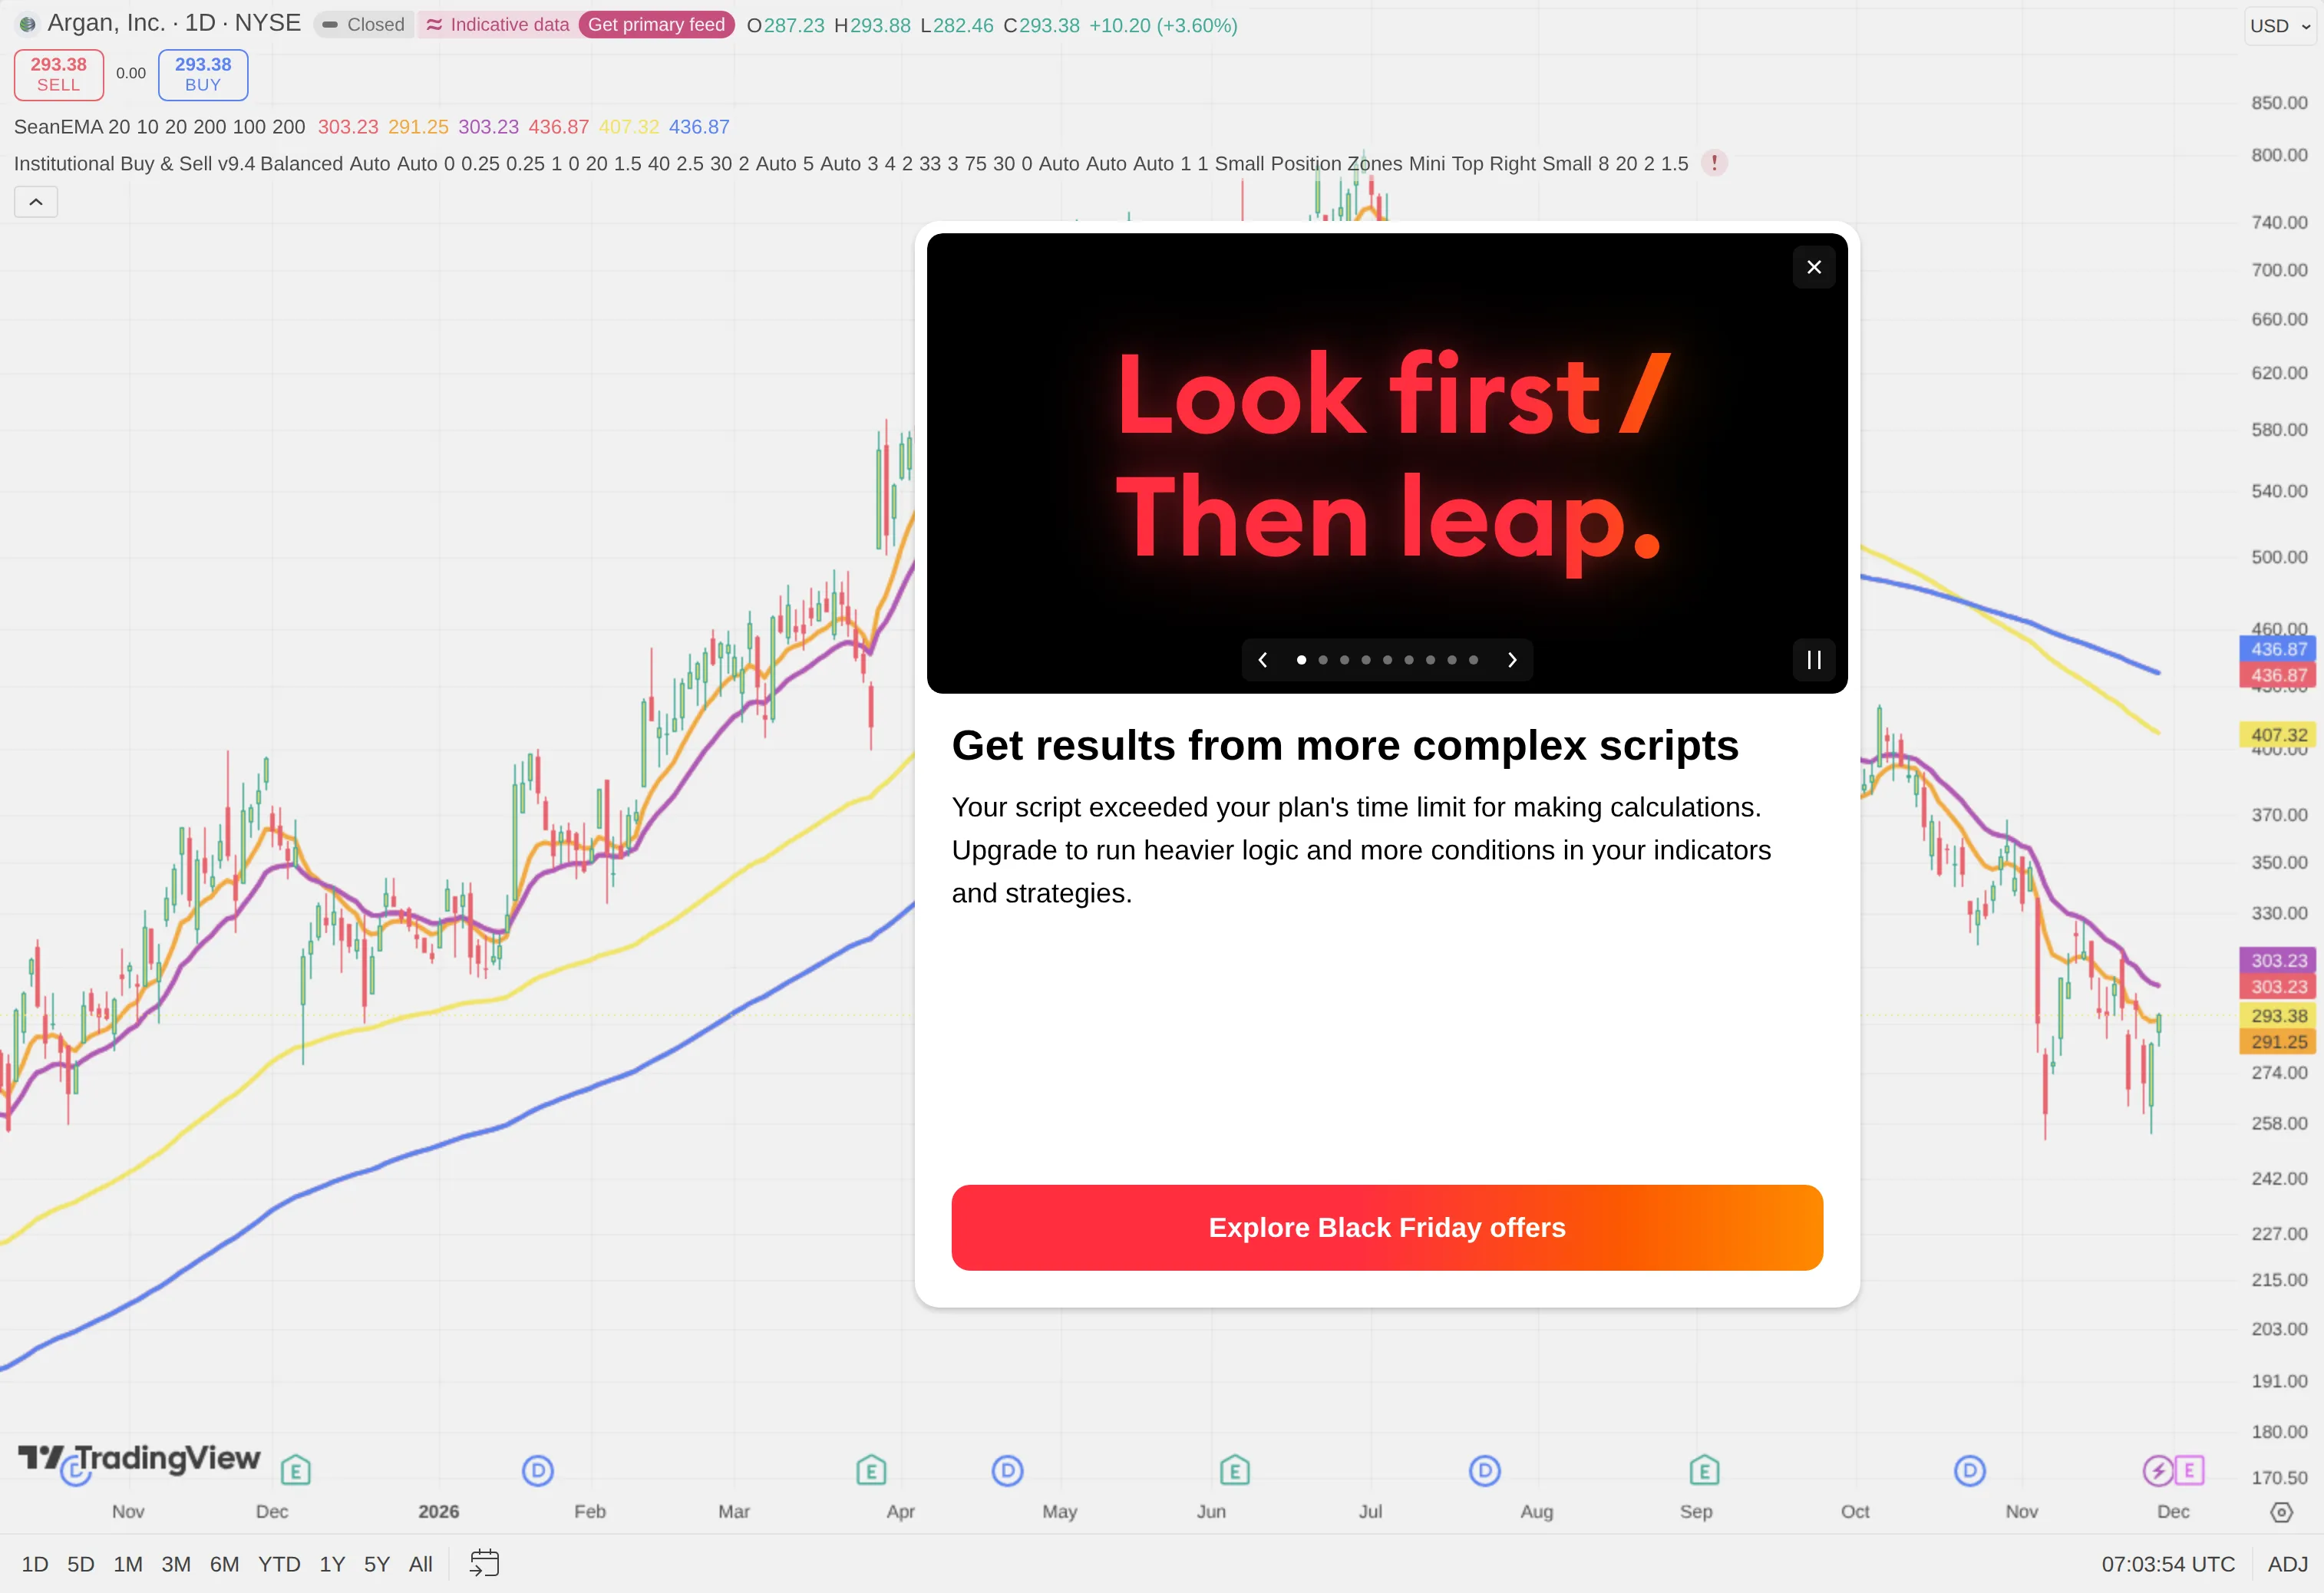 Argan, Inc. · 1D · NYSE Closed Indicative data Get primary feed O287.23 H293.88 L282.46 C293.38 +10.20 (+3.60%)
USD
293.38
SELL
0.00
293.38
BUY
SeanEMA 20 10 20 200 100 200 303.23 291.25 303.23 436.87 407.32 436.87
Institutional Buy & Sell v9.4 Balanced Auto Auto 0 0.25 0.25 1 0 20 1.5 40 2.5 30 2 Auto 5 Auto 3 4 2 33 3 75 30 0 Auto Auto Auto 1 1 Small Position Zones Mini Top Right Small 8 20 2 1.5 !
Look first /
Then leap.
Get results from more complex scripts
Your script exceeded your plan's time limit for making calculations.
Upgrade to run heavier logic and more conditions in your indicators
and strategies.
Explore Black Friday offers
850.00
800.00
740.00
700.00
660.00
620.00
580.00
540.00
500.00
460.00
436.87
436.87
407.32
400.00
370.00
350.00
330.00
303.23
303.23
293.38
291.25
274.00
258.00
242.00
227.00
215.00
203.00
191.00
180.00
170.50
TradingView
D E D E D E D E D E
Nov Dec 2026 Feb Mar Apr May Jun Jul Aug Sep Oct Nov Dec
1D 5D 1M 3M 6M YTD 1Y 5Y All
07:03:54 UTC ADJ